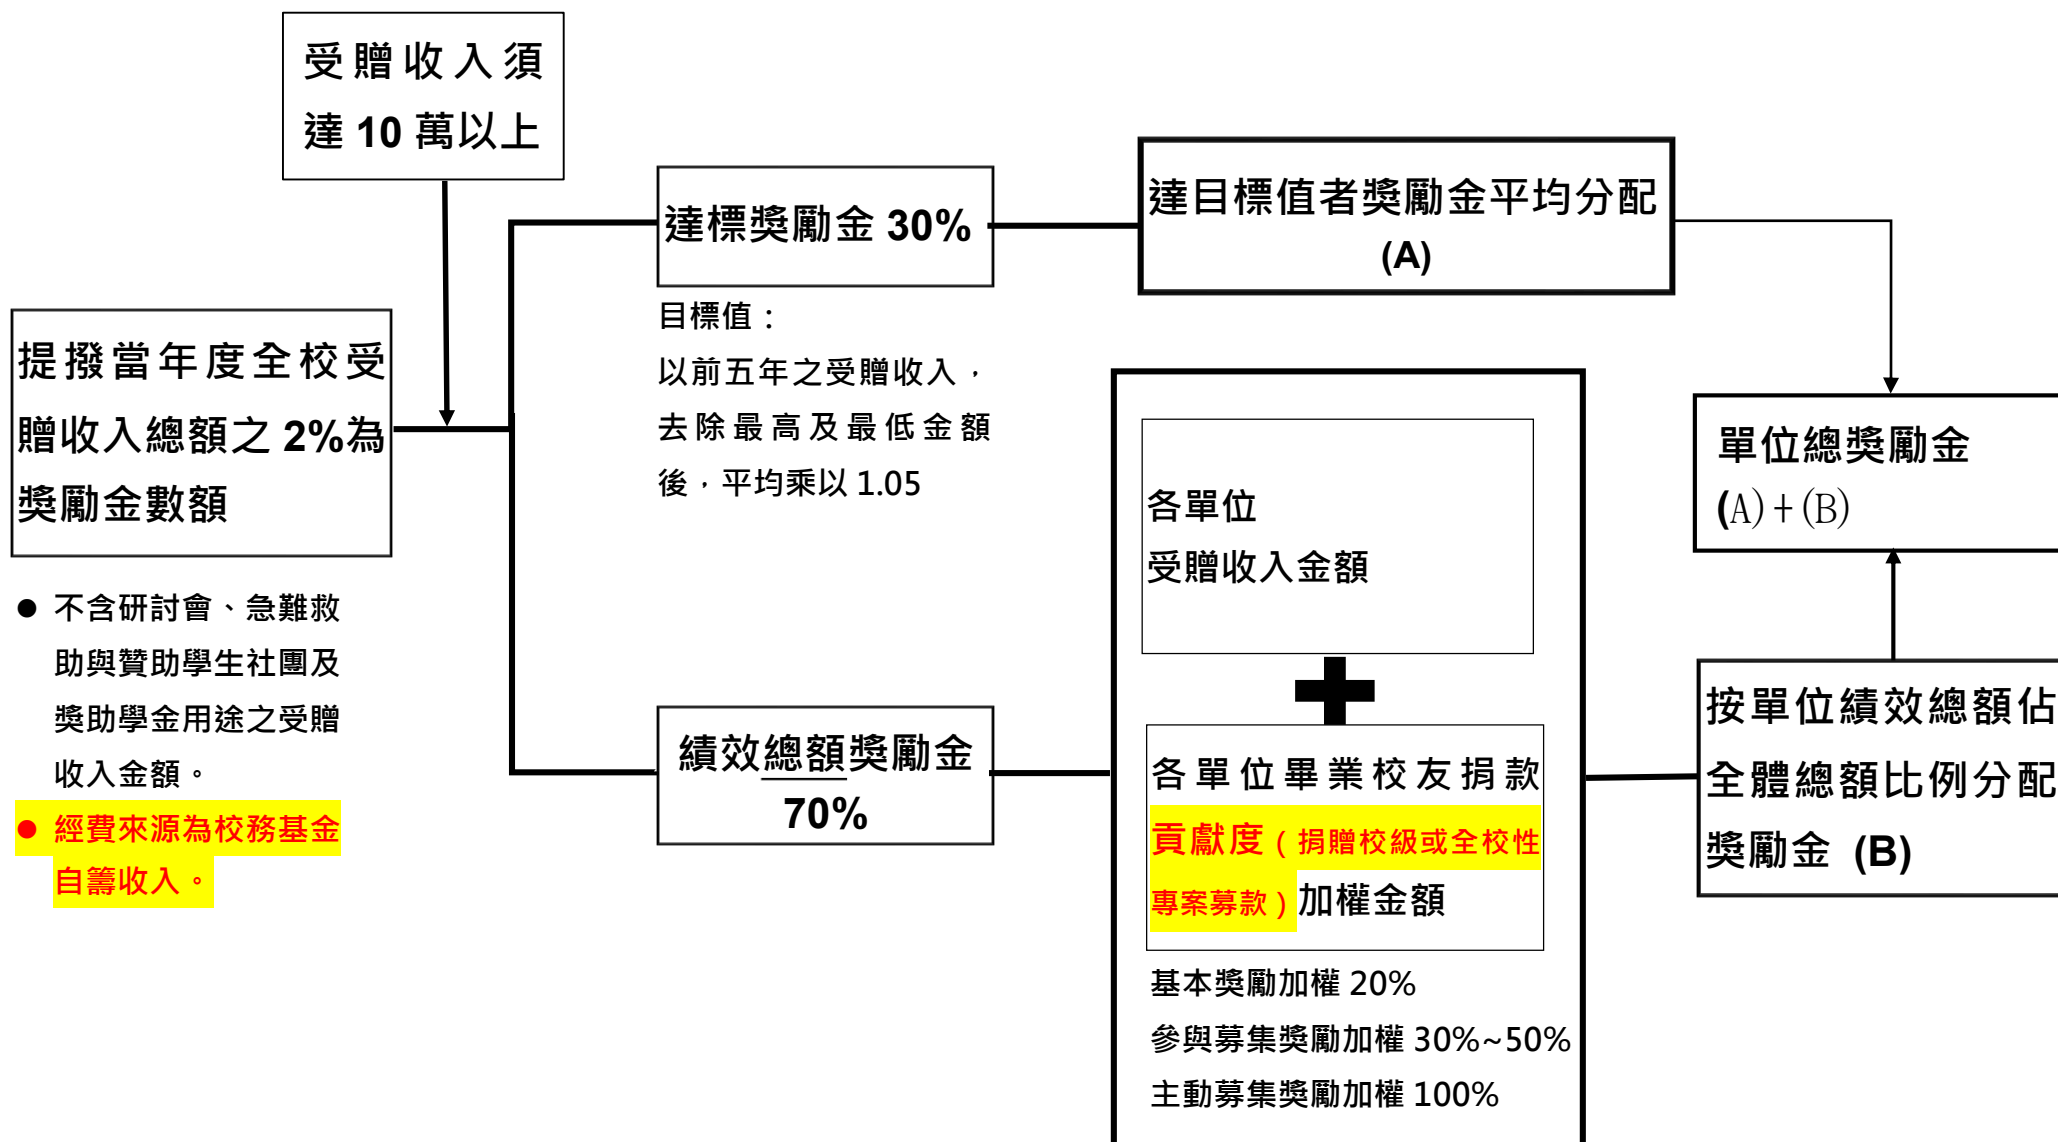 受贈收入須
達 10 萬以上
提撥當年度全校受
贈收入總額之 2%為
獎勵金數額
● 不含研討會、急難救
助與贊助學生社團及
獎助學金用途之受贈
收入金額。
● 經費來源為校務基金
自籌收入。
達標獎勵金 30%
目標值：
以前五年之受贈收入，
去除最高及最低金額
後，平均乘以 1.05
績效總額獎勵金
70%
達目標值者獎勵金平均分配
(A)
各單位
受贈收入金額
各單位畢業校友捐款
貢獻度（捐贈校級或全校性
專案募款）加權金額
基本獎勵加權 20%
參與募集獎勵加權 30%~50%
主動募集獎勵加權 100%
單位總獎勵金
(A)+(B)
按單位績效總額佔
全體總額比例分配
獎勵金 (B)